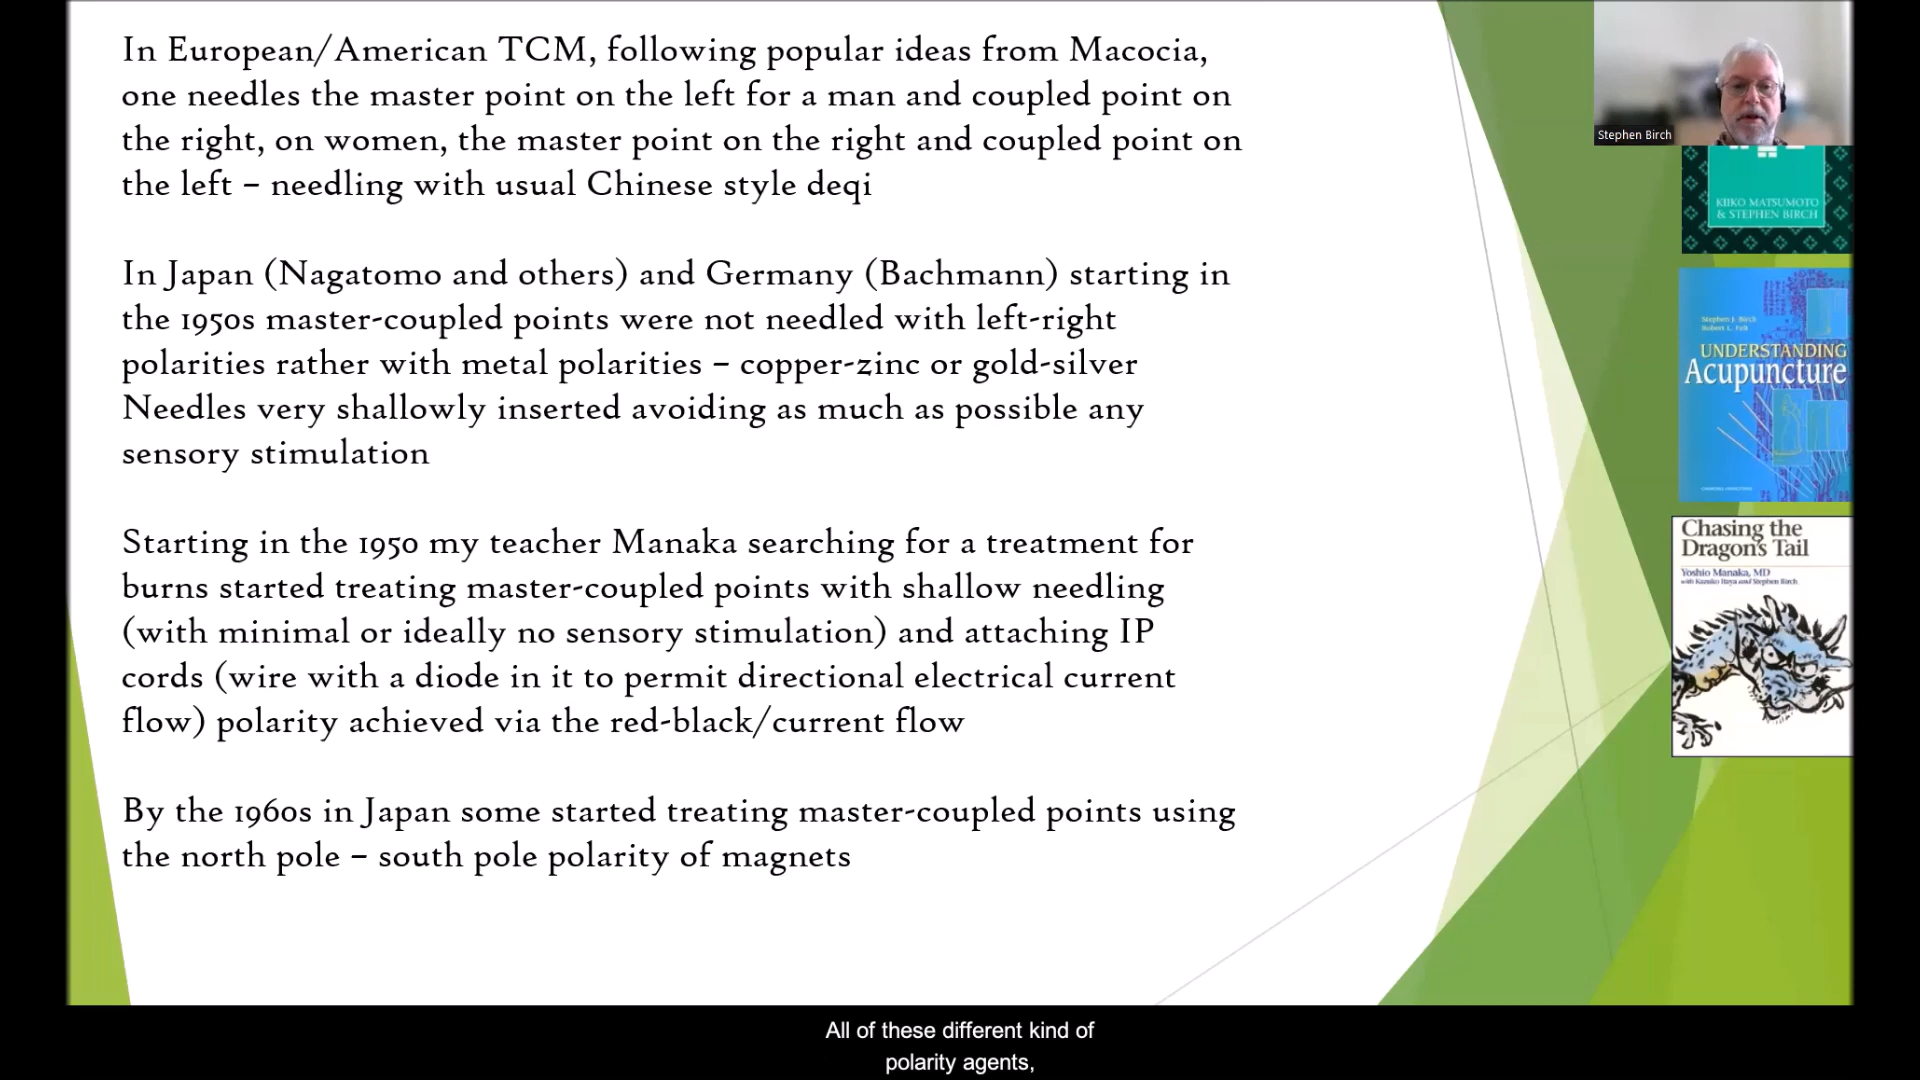 In European/American TCM, following popular ideas from Macocia,
one needles the master point on the left for a man and coupled point on
the right, on women, the master point on the right and coupled point on
the left – needling with usual Chinese style deqi
In Japan (Nagatomo and others) and Germany (Bachmann) starting in
the 1950s master-coupled points were not needled with left-right
polarities rather with metal polarities – copper-zinc or gold-silver
Needles very shallowly inserted avoiding as much as possible any
sensory stimulation
Starting in the 1950 my teacher Manaka searching for a treatment for
burns started treating master-coupled points with shallow needling
(with minimal or ideally no sensory stimulation) and attaching IP
cords (wire with a diode in it to permit directional electrical current
flow) polarity achieved via the red-black/current flow
By the 1960s in Japan some started treating master-coupled points using
the north pole – south pole polarity of magnets
Stephen Birch
KIIKO MATSUMOTO
& STEPHEN BIRCH
Stephen J. Birch
Robert L. Felt
UNDERSTANDING
Acupuncture
Chasing the
Dragon's Tail
Yoshio Manaka, MD
with Kazuko Itaya and Stephen Birch
All of these different kind of
polarity agents,